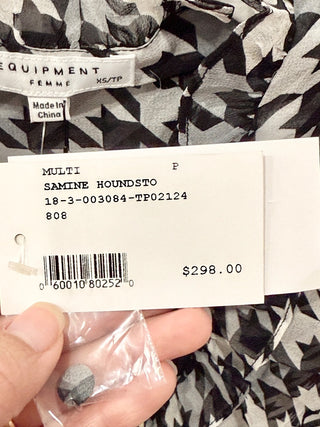 EQUIPMENT
FEMME
XS/TP
Made in
China
MULTI P
SAMINE HOUNDSTO
18-3-003084-TP02124
808
0 60010 80252 0
$298.00